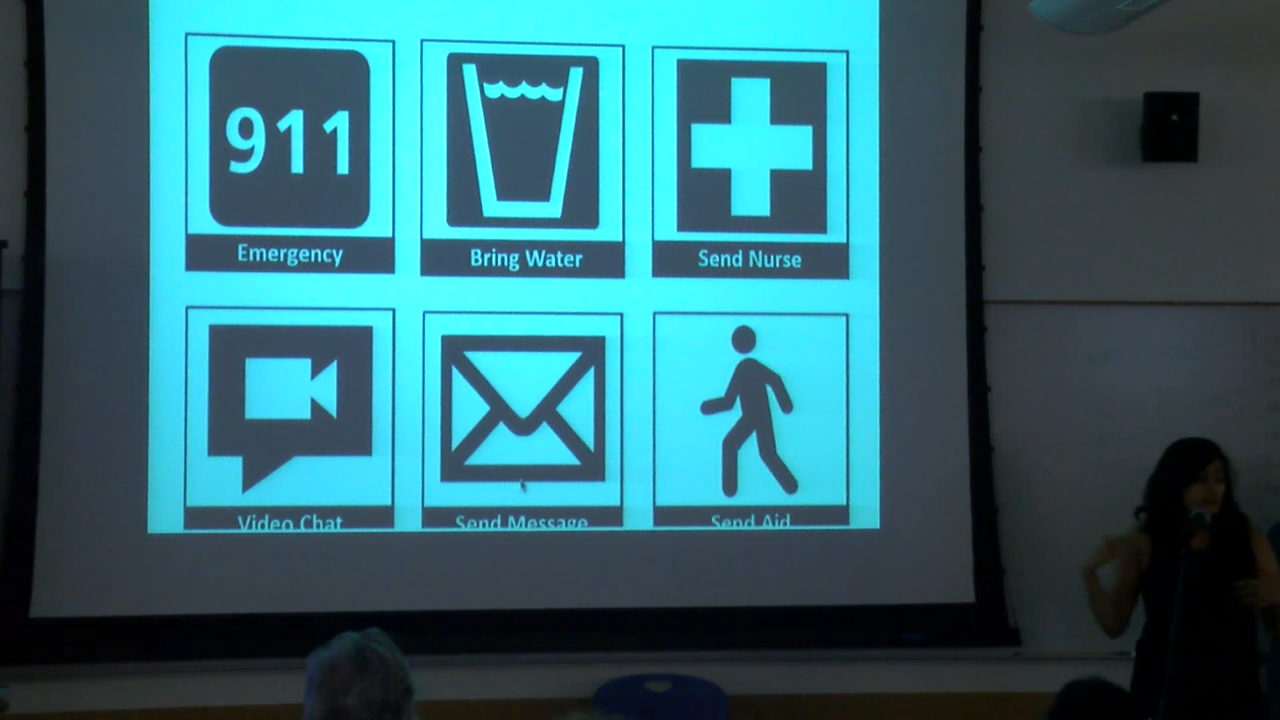 911
Emergency
Bring Water
Send Nurse
Video Chat
Send Message
Send Aid